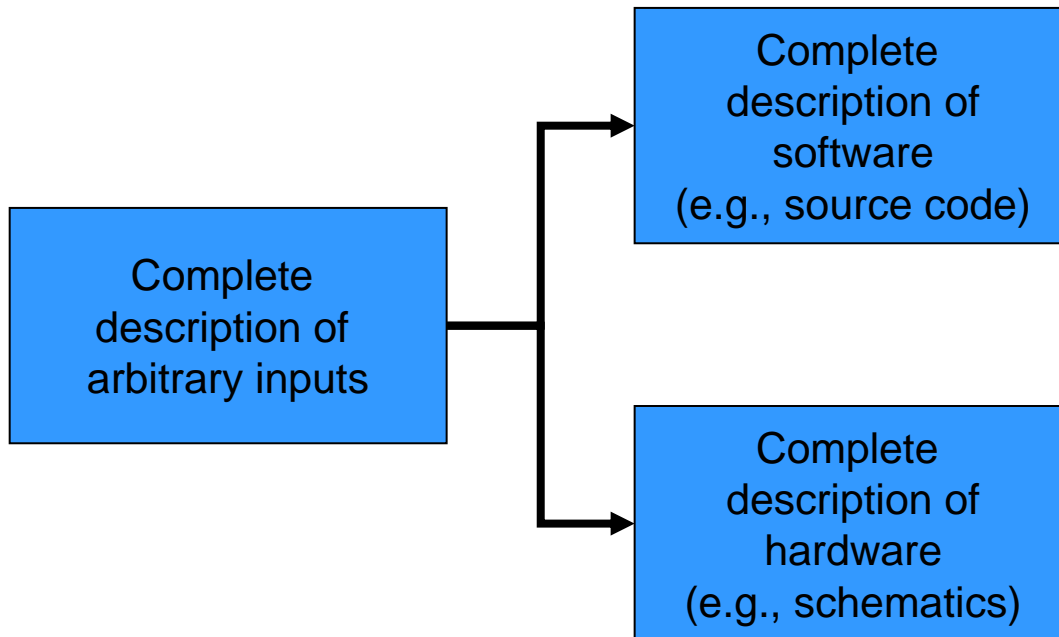 Complete
description of
software
(e.g., source code)
Complete
description of
arbitrary inputs
Complete
description of
hardware
(e.g., schematics)